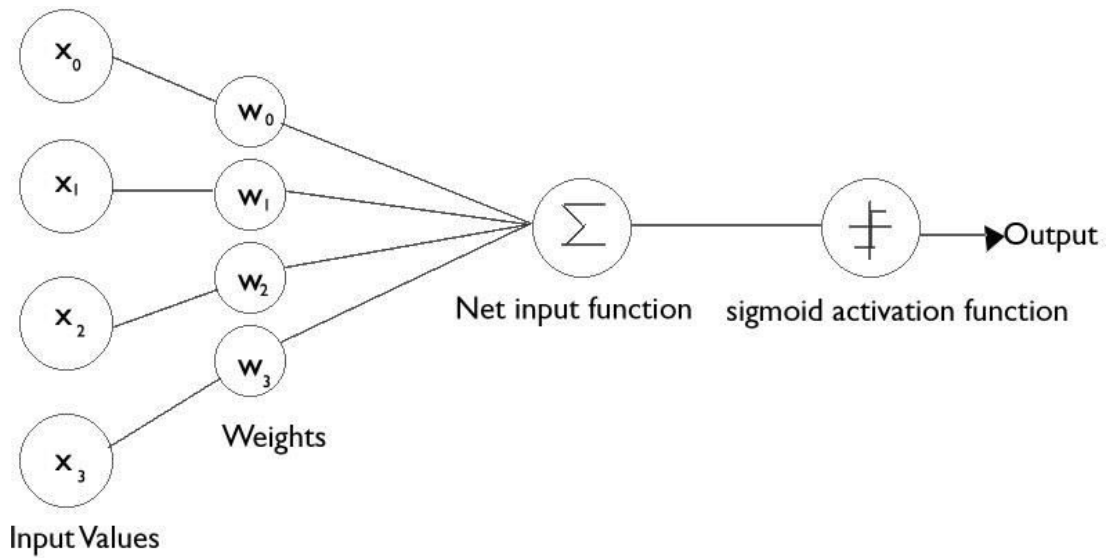 x₀
w₀
x₁
w₁
Σ
Output
w₂
x₂
Net input function
sigmoid activation function
w₃
Weights
x₃
Input Values